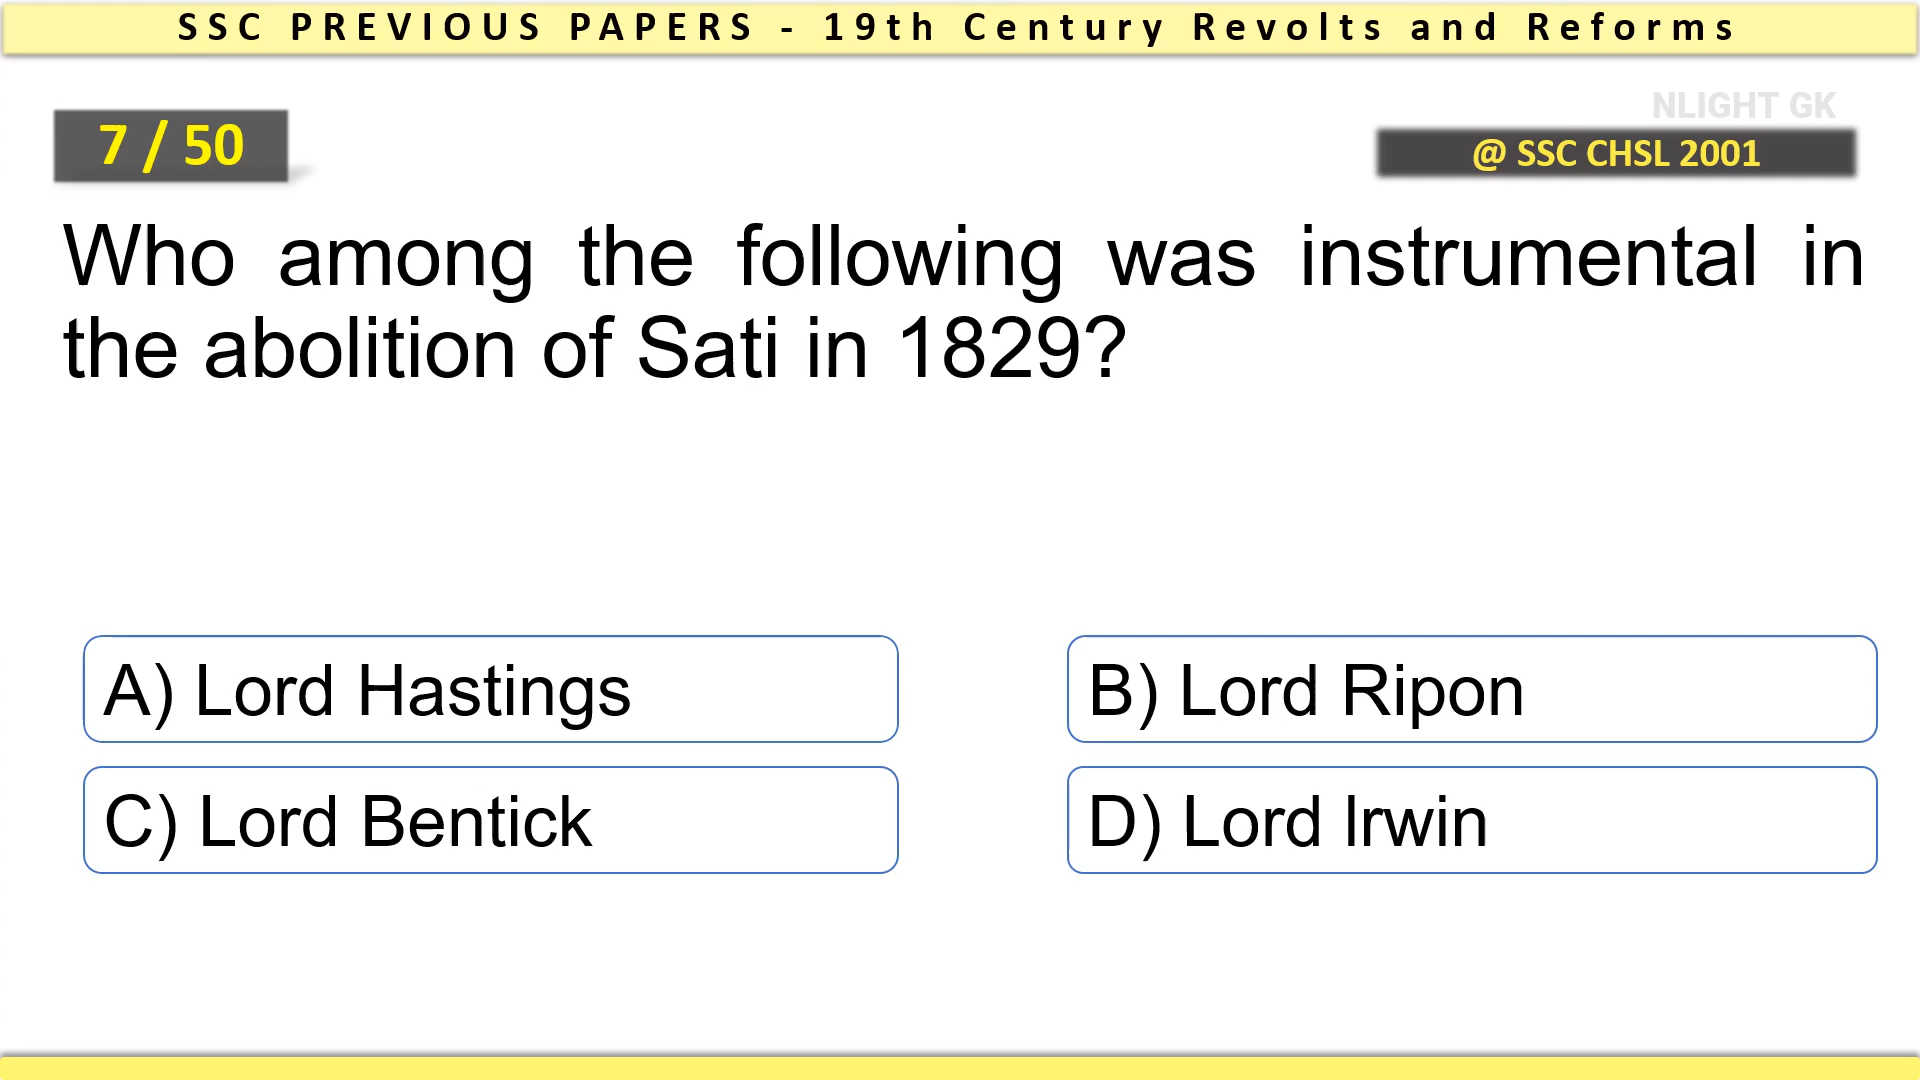 SSC PREVIOUS PAPERS - 19th Century Revolts and Reforms
NLIGHT GK
7 / 50
@ SSC CHSL 2001
Who among the following was instrumental in
the abolition of Sati in 1829?
A) Lord Hastings
B) Lord Ripon
C) Lord Bentick
D) Lord Irwin